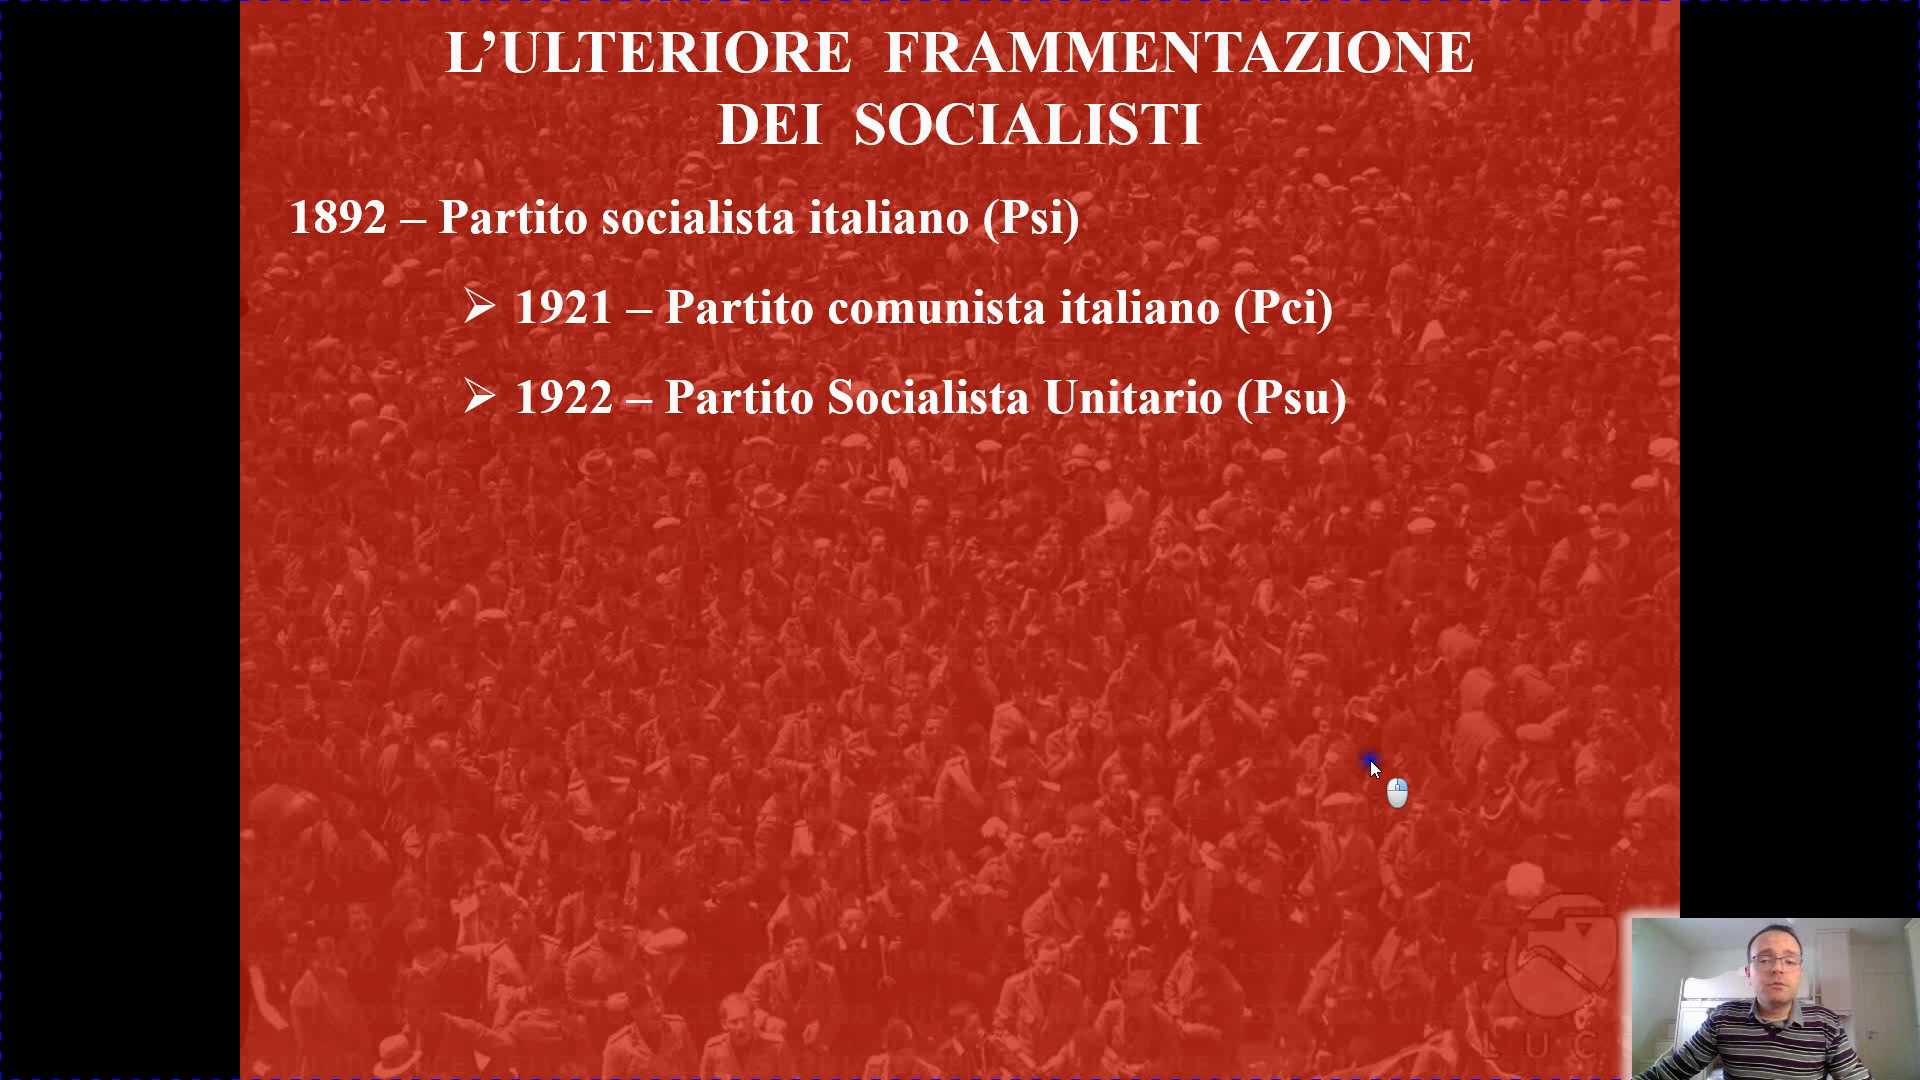 L’ULTERIORE FRAMMENTAZIONE
DEI SOCIALISTI
1892 – Partito socialista italiano (Psi)
➢ 1921 – Partito comunista italiano (Pci)
➢ 1922 – Partito Socialista Unitario (Psu)
LUCE